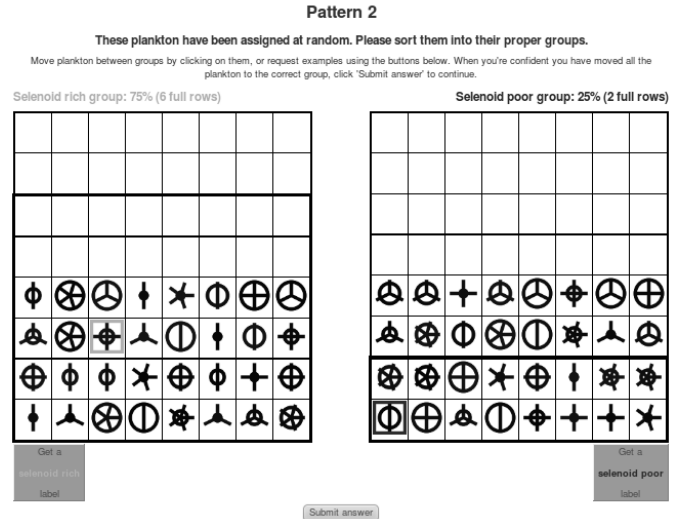 Pattern 2
These plankton have been assigned at random. Please sort them into their proper groups.
Move plankton between groups by clicking on them, or request examples using the buttons below. When you're confident you have moved all the
plankton to the correct group, click 'Submit answer' to continue.
Selenoid rich group: 75% (6 full rows)
Selenoid poor group: 25% (2 full rows)
Get a
selenoid rich
label
Get a
selenoid poor
label
Submit answer